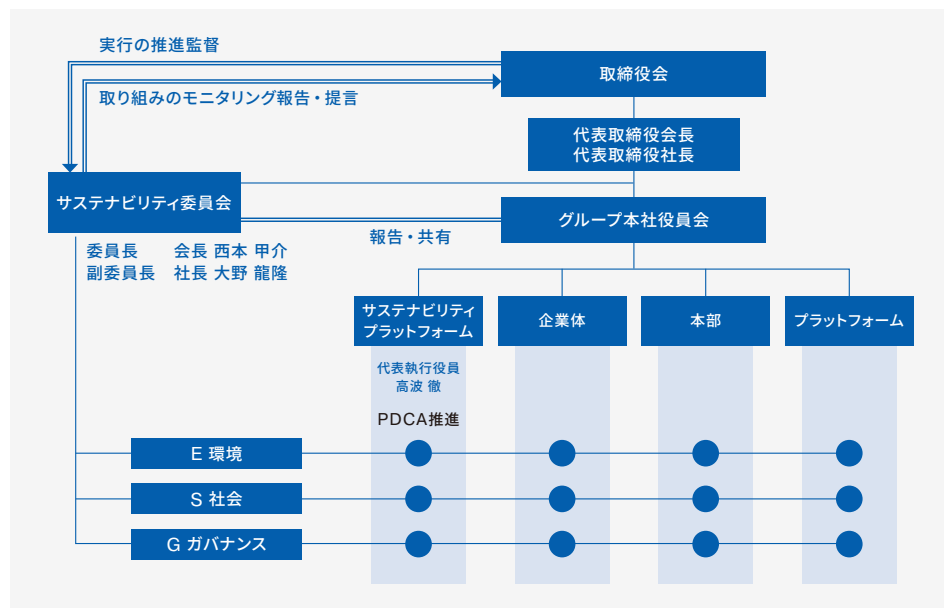 実行の推進監督
取り組みのモニタリング報告・提言
取締役会
代表取締役会長
代表取締役社長
サステナビリティ委員会
グループ本社役員会
報告・共有
委員長 会長 西本 甲介
副委員長 社長 大野 龍隆
サステナビリティ
プラットフォーム
企業体
本部
プラットフォーム
代表執行役員
高波 徹
PDCA推進
E 環境
S 社会
G ガバナンス